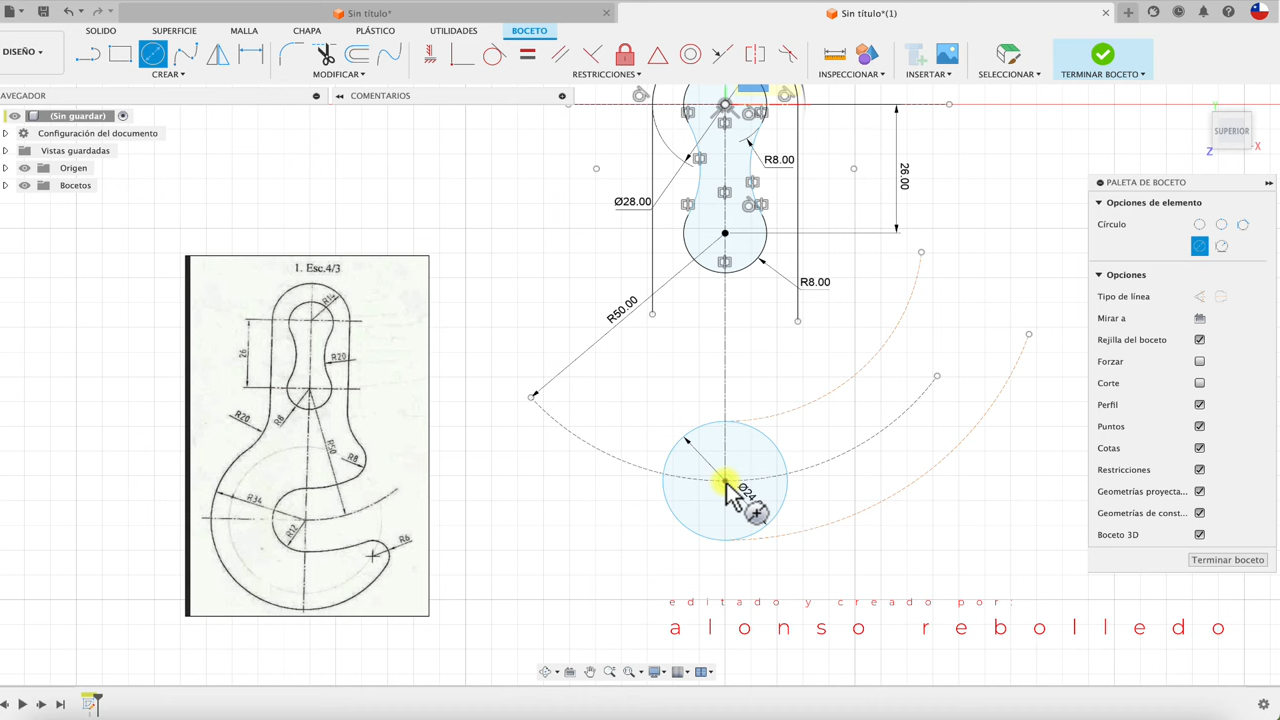 Sin título*
Sin título*(1)
DISEÑO
SOLIDO
SUPERFICIE
MALLA
CHAPA
PLÁSTICO
UTILIDADES
BOCETO
CREAR
MODIFICAR
RESTRICCIONES
INSPECCIONAR
INSERTAR
SELECCIONAR
TERMINAR BOCETO
AVEGADOR
COMENTARIOS
(Sin guardar)
Configuración del documento
Vistas guardadas
Origen
Bocetos
SUPERIOR
Y
X
Z
R8.00
Ø28.00
26.00
R8.00
R50.00
Ø24
1. Esc.4/3
26
R20
R20
R8
R50
R8
R34
R12
R6
PALETA DE BOCETO
Opciones de elemento
Círculo
Opciones
Tipo de línea
Mirar a
Rejilla del boceto
Forzar
Corte
Perfil
Puntos
Cotas
Restricciones
Geometrías proyecta...
Geometrías de const...
Boceto 3D
Terminar boceto
editado y creado por:
alonso rebolledo